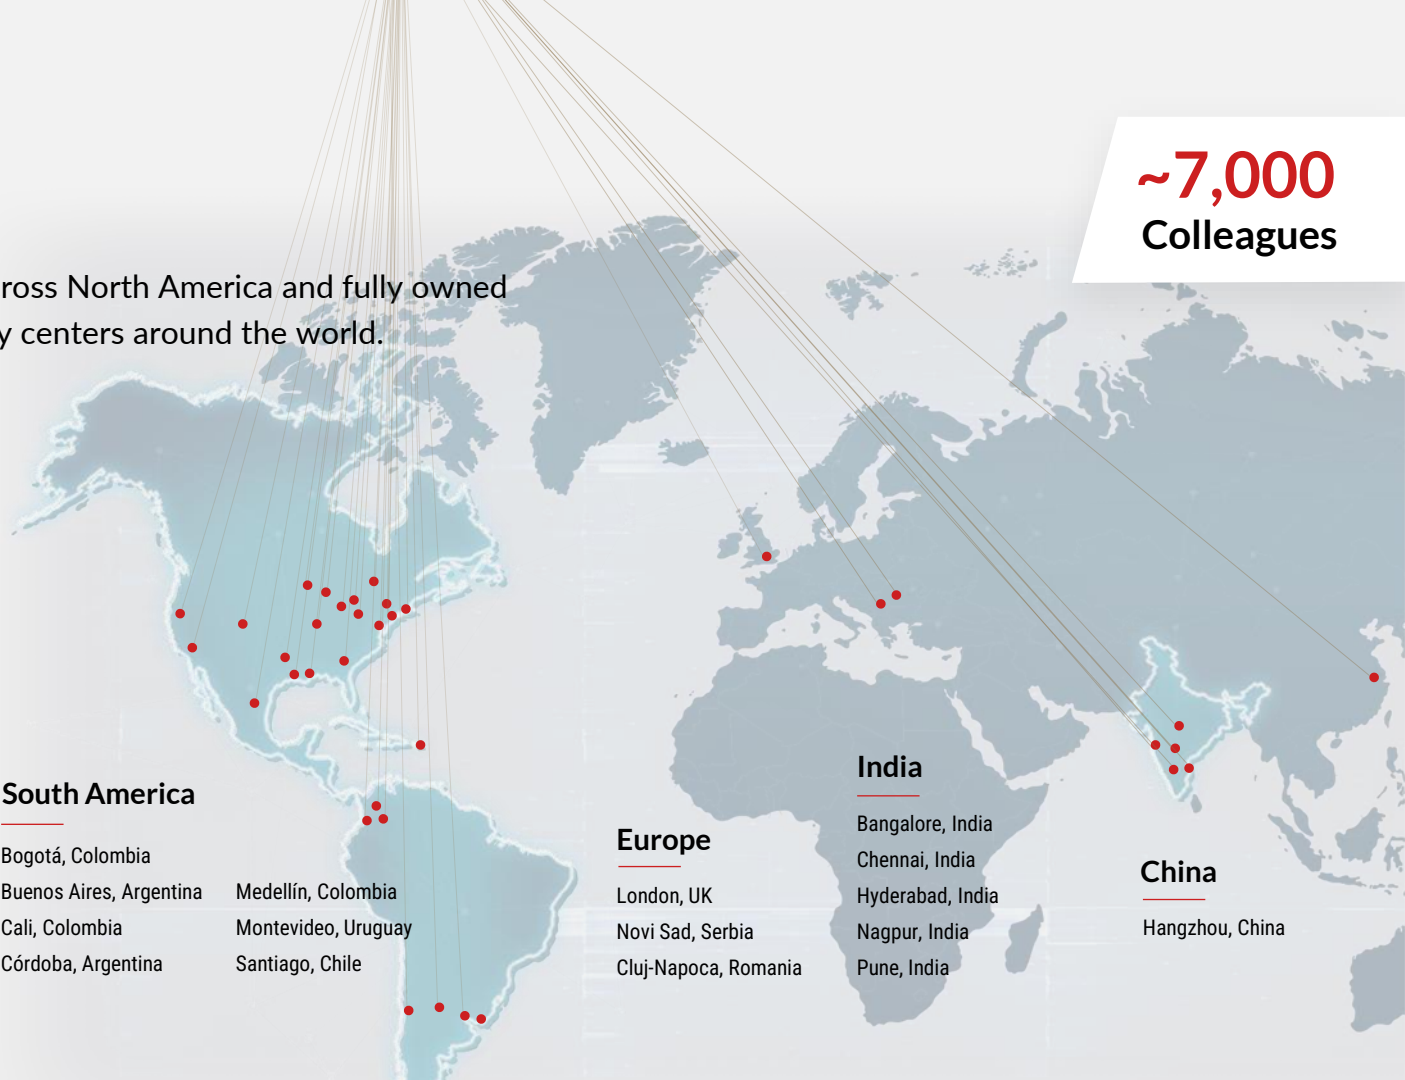 ~7,000
Colleagues
ross North America and fully owned
y centers around the world.
South America
Bogotá, Colombia
Buenos Aires, Argentina
Cali, Colombia
Córdoba, Argentina
Medellín, Colombia
Montevideo, Uruguay
Santiago, Chile
Europe
London, UK
Novi Sad, Serbia
Cluj-Napoca, Romania
India
Bangalore, India
Chennai, India
Hyderabad, India
Nagpur, India
Pune, India
China
Hangzhou, China